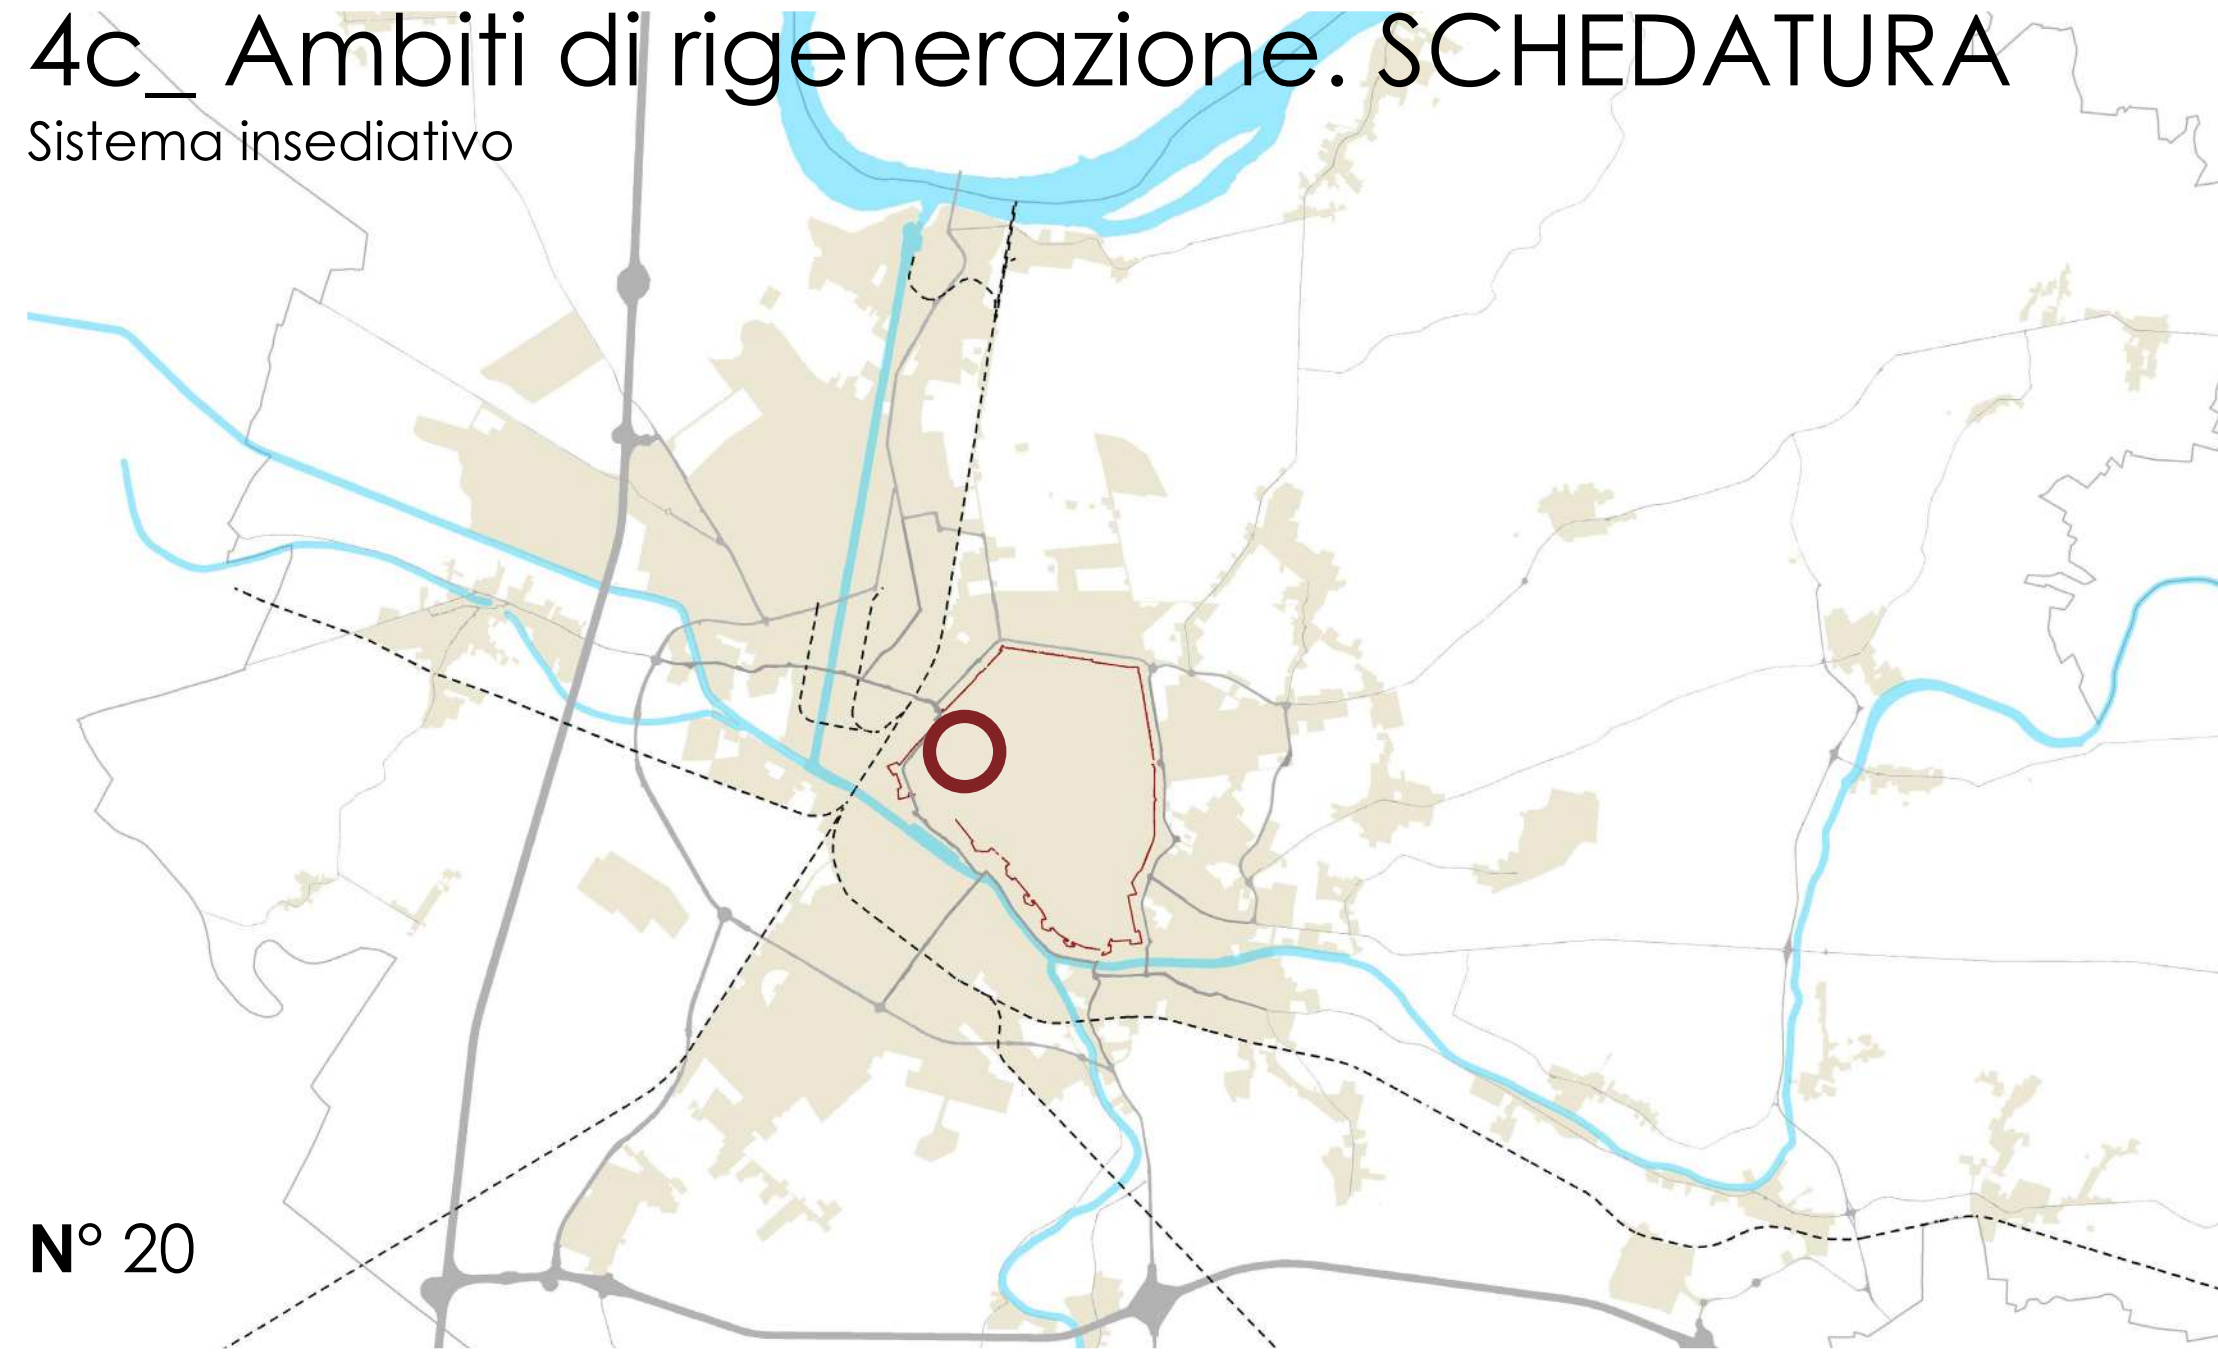 4c_ Ambiti di rigenerazione. SCHEDATURA
Sistema insediativo
N° 20